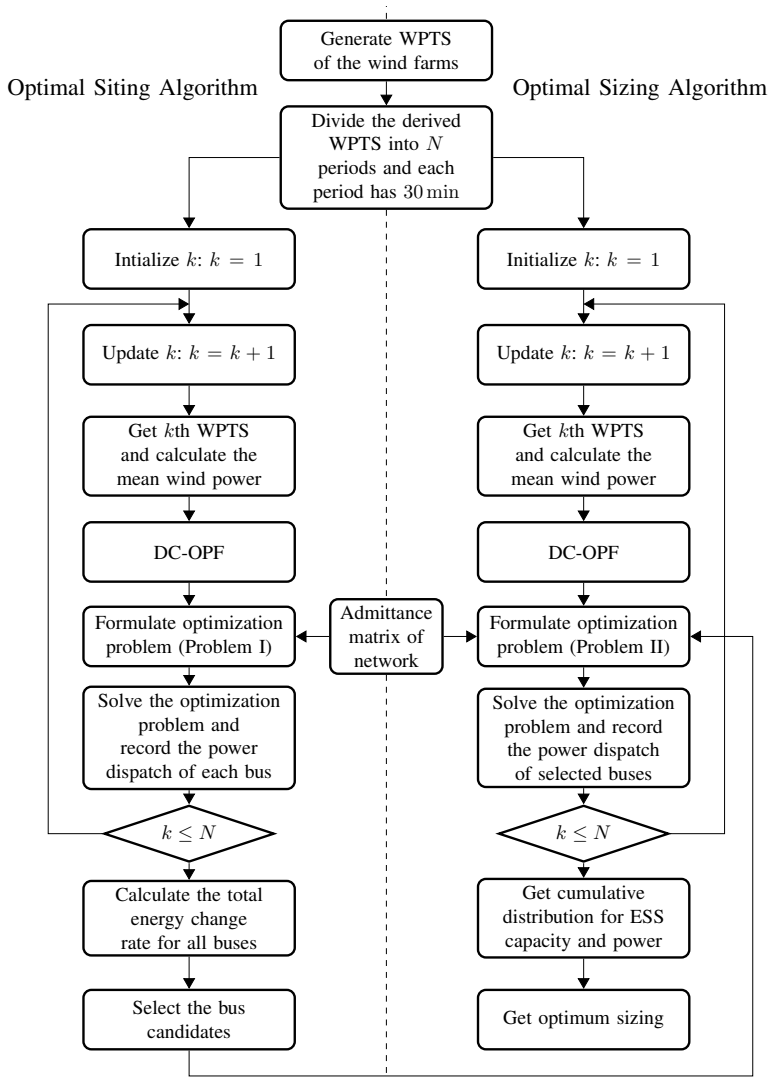 Generate WPTS
of the wind farms
Optimal Siting Algorithm
Optimal Sizing Algorithm
Divide the derived
WPTS into N
periods and each
period has 30 min
Intialize k: k = 1
Update k: k = k + 1
Get kth WPTS
and calculate the
mean wind power
DC-OPF
Formulate optimization
problem (Problem I)
Solve the optimization
problem and
record the power
dispatch of each bus
k ≤ N
Calculate the total
energy change
rate for all buses
Select the bus
candidates
Admittance
matrix of
network
Initialize k: k = 1
Update k: k = k + 1
Get kth WPTS
and calculate the
mean wind power
DC-OPF
Formulate optimization
problem (Problem II)
Solve the optimization
problem and record
the power dispatch
of selected buses
k ≤ N
Get cumulative
distribution for ESS
capacity and power
Get optimum sizing